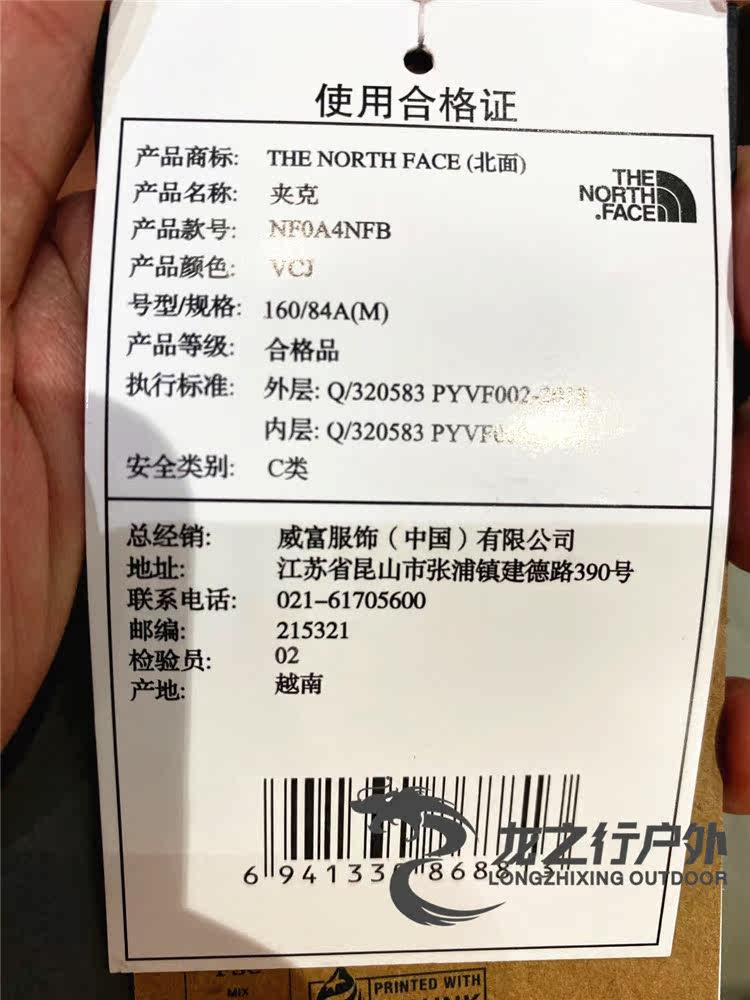 使用合格证
产品商标: THE NORTH FACE (北面)
产品名称: 夹克
THE
NORTH
FACE
产品款号: NF0A4NFB
产品颜色: VCJ
号型/规格: 160/84A(M)
产品等级: 合格品
执行标准: 外层: Q/320583 PYVF002-
内层: Q/320583
安全类别: C类
总经销: 威富服饰（中国）有限公司
地址: 江苏省昆山市张浦镇建德路390号
联系电话: 021-61705600
邮编: 215321
检验员: 02
产地: 越南
龙之行户外
LONGZHIXING OUTDOOR
MIX
PRINTED WITH